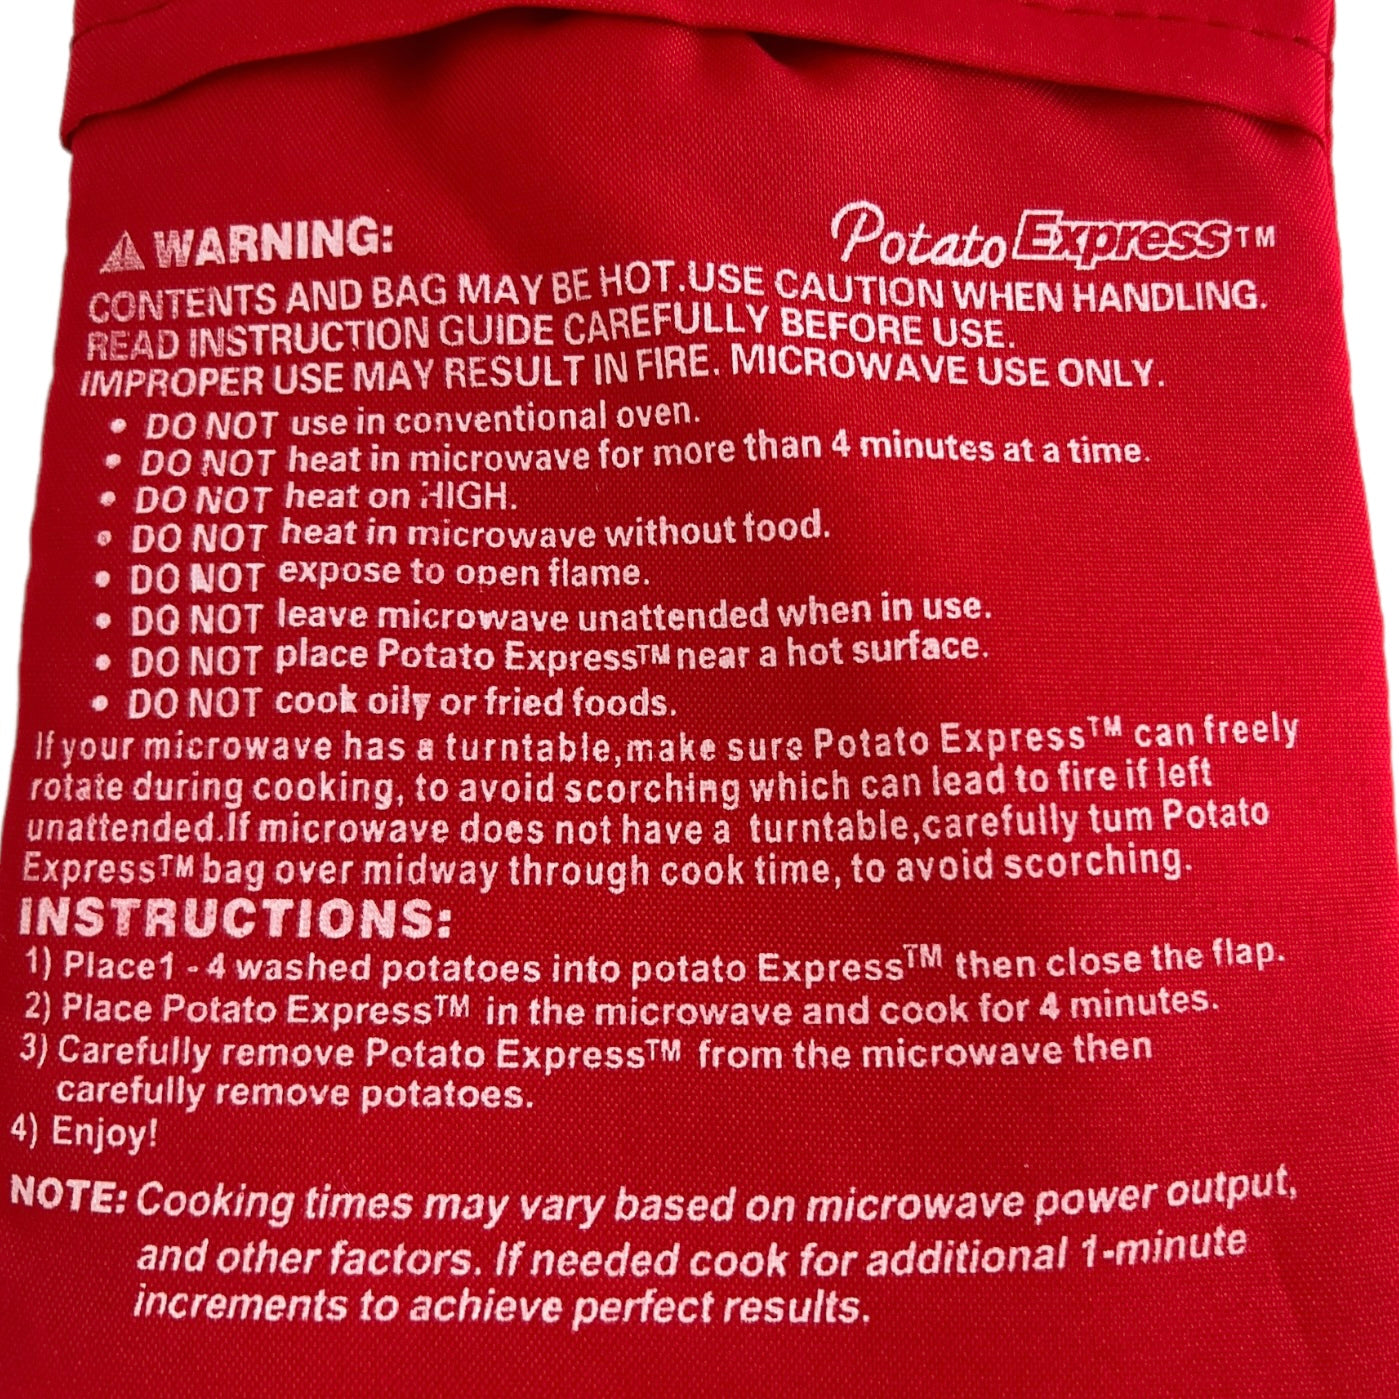 ⚠ WARNING:
Potato Express™
CONTENTS AND BAG MAY BE HOT.USE CAUTION WHEN HANDLING.
READ INSTRUCTION GUIDE CAREFULLY BEFORE USE.
IMPROPER USE MAY RESULT IN FIRE. MICROWAVE USE ONLY.
• DO NOT use in conventional oven.
• DO NOT heat in microwave for more than 4 minutes at a time.
• DO NOT heat on HIGH.
• DO NOT heat in microwave without food.
• DO NOT expose to open flame.
• DO NOT leave microwave unattended when in use.
• DO NOT place Potato Express™ near a hot surface.
• DO NOT cook oily or fried foods.
If your microwave has a turntable,make sure Potato Express™ can freely
rotate during cooking, to avoid scorching which can lead to fire if left
unattended.If microwave does not have a turntable,carefully tum Potato
Express™ bag over midway through cook time, to avoid scorching.
INSTRUCTIONS:
1) Place1 - 4 washed potatoes into potato Express™ then close the flap.
2) Place Potato Express™ in the microwave and cook for 4 minutes.
3) Carefully remove Potato Express™ from the microwave then
carefully remove potatoes.
4) Enjoy!
NOTE: Cooking times may vary based on microwave power output,
and other factors. If needed cook for additional 1-minute
increments to achieve perfect results.